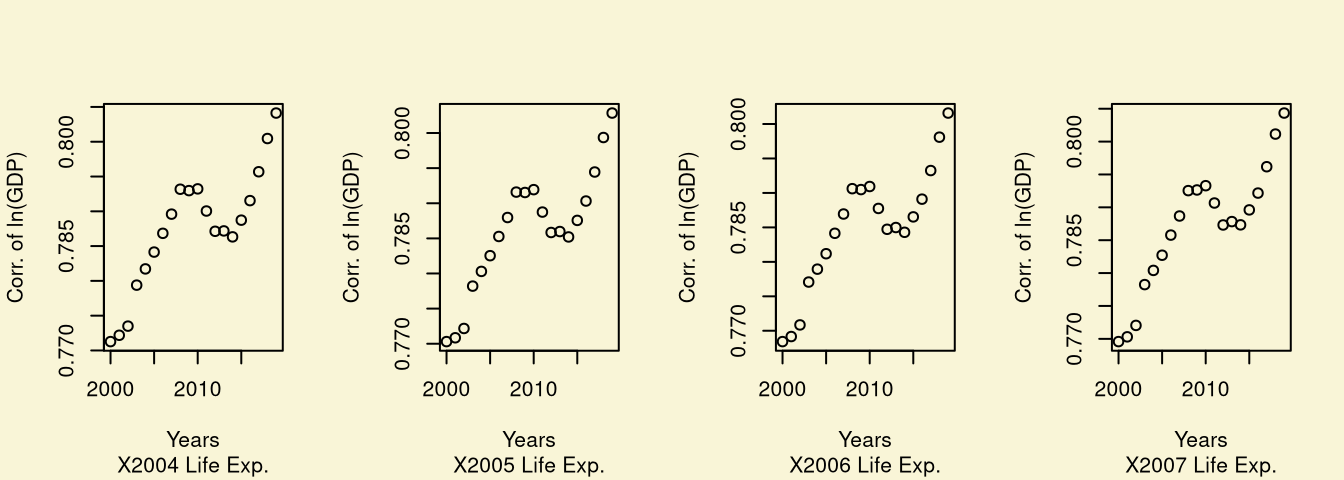 Corr. of ln(GDP)
0.770 0.785 0.800
2000 2010
Years
X2004 Life Exp.
Corr. of ln(GDP)
0.770 0.785 0.800
2000 2010
Years
X2005 Life Exp.
Corr. of ln(GDP)
0.770 0.785 0.800
2000 2010
Years
X2006 Life Exp.
Corr. of ln(GDP)
0.770 0.785 0.800
2000 2010
Years
X2007 Life Exp.